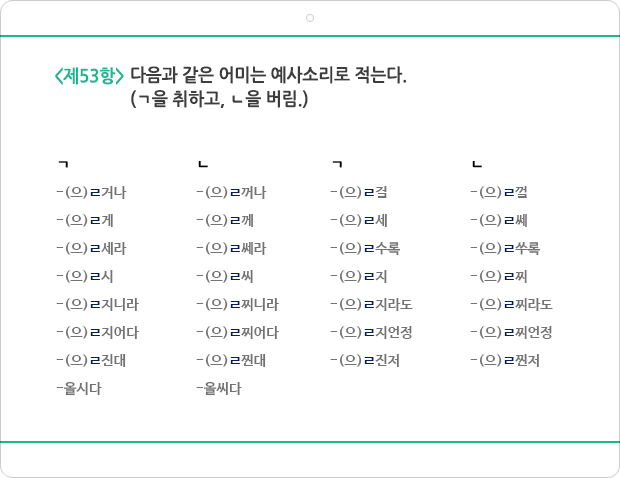 <제53항> 다음과 같은 어미는 예사소리로 적는다.
(ㄱ을 취하고, ㄴ을 버림.)
ㄱ ㄴ ㄱ ㄴ
-(으)ㄹ거나 -(으)ㄹ꺼나 -(으)ㄹ걸 -(으)ㄹ껄
-(으)ㄹ게 -(으)ㄹ께 -(으)ㄹ세 -(으)ㄹ쎄
-(으)ㄹ세라 -(으)ㄹ쎄라 -(으)ㄹ수록 -(으)ㄹ쑤록
-(으)ㄹ시 -(으)ㄹ씨 -(으)ㄹ지 -(으)ㄹ찌
-(으)ㄹ지니라 -(으)ㄹ찌니라 -(으)ㄹ지라도 -(으)ㄹ찌라도
-(으)ㄹ지어다 -(으)ㄹ찌어다 -(으)ㄹ지언정 -(으)ㄹ찌언정
-(으)ㄹ진대 -(으)ㄹ찐대 -(으)ㄹ진저 -(으)ㄹ찐저
-올시다 -올씨다